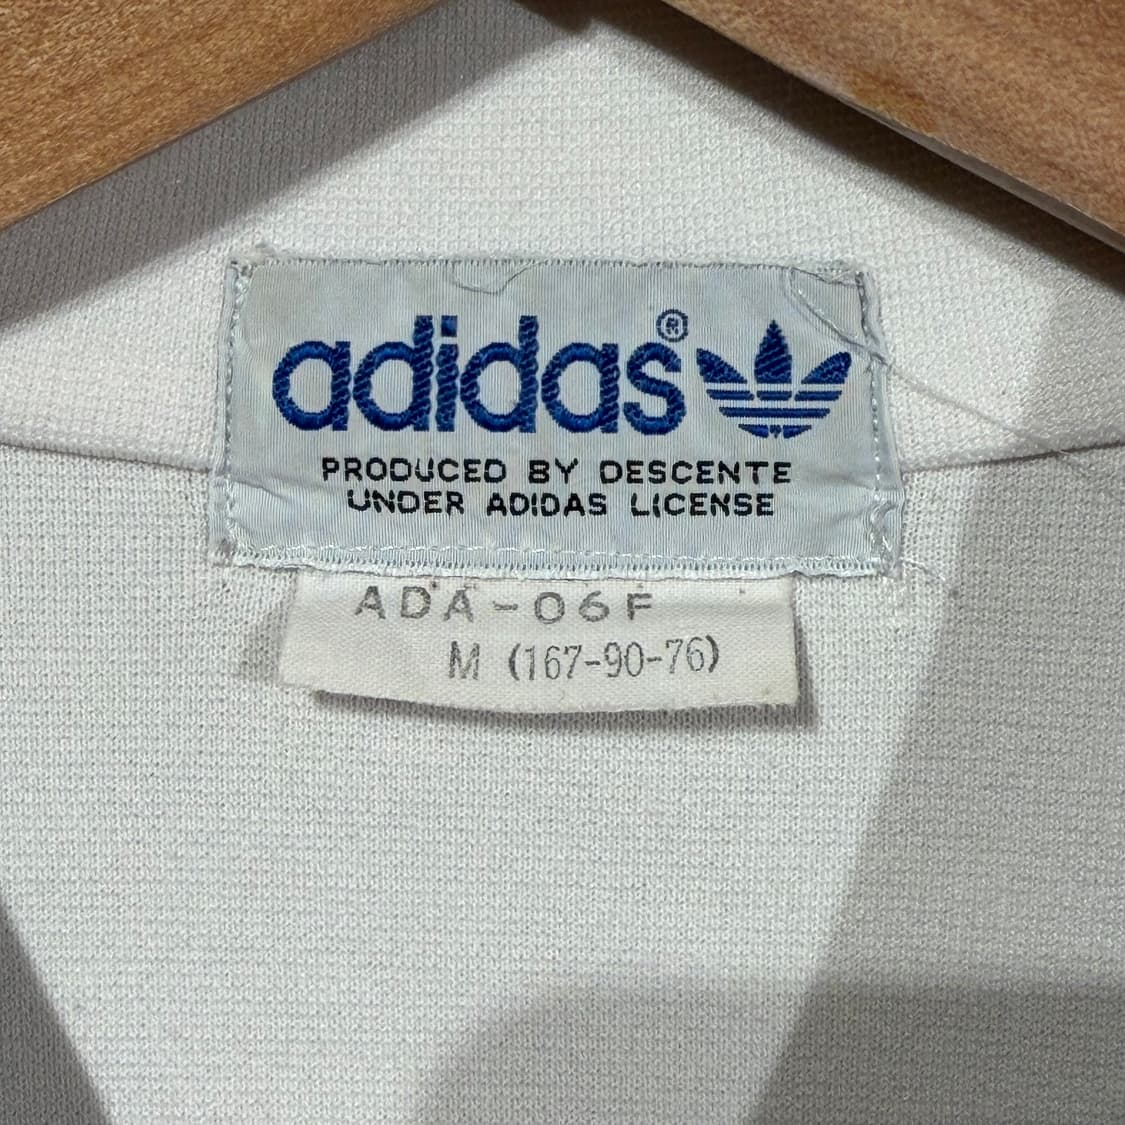 adidas®
PRODUCED BY DESCENTE
UNDER ADIDAS LICENSE
ADA-06F
M (167-90-76)